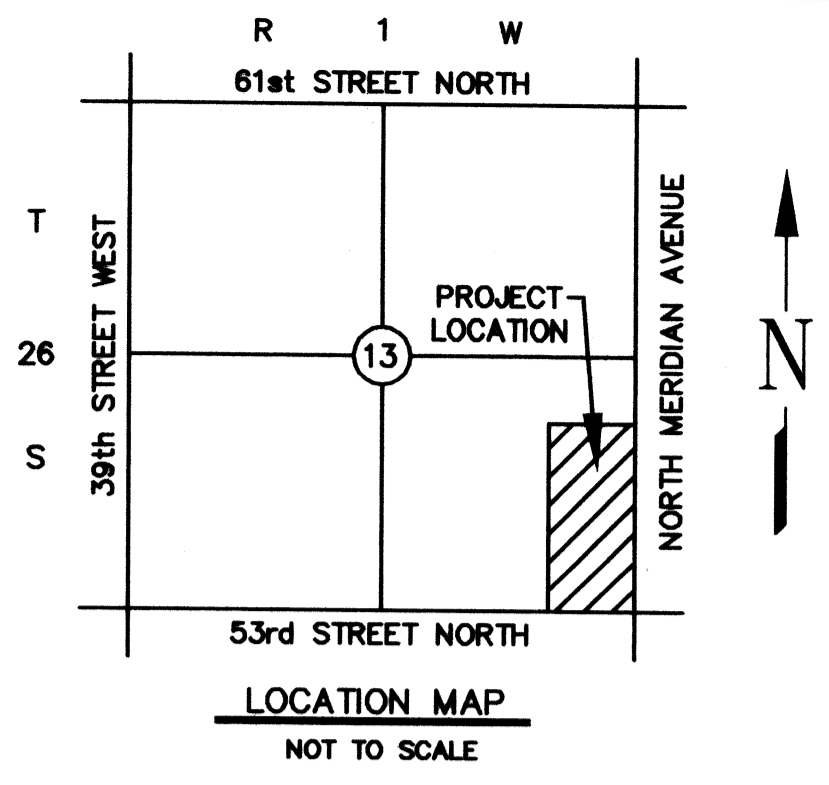 R 1 W
61st STREET NORTH
T
26
S
39th STREET WEST
PROJECT
LOCATION
13
NORTH MERIDIAN AVENUE
N
53rd STREET NORTH
LOCATION MAP
NOT TO SCALE